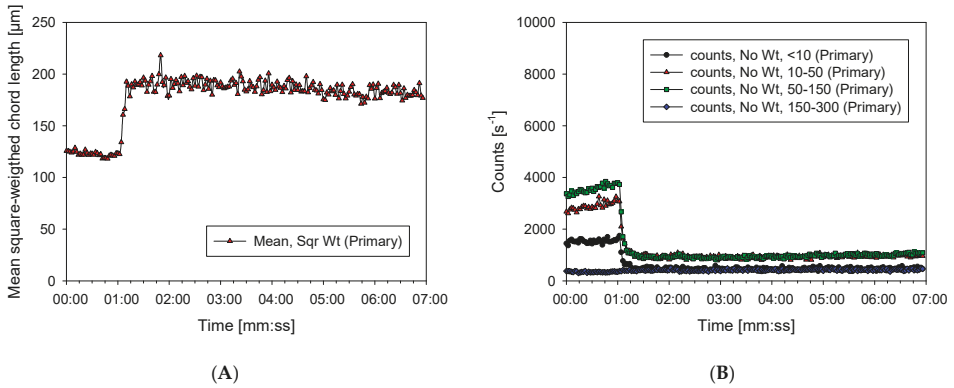 Mean square-weigthed chord length [µm]
250
200
150
100
50
0
Mean, Sqr Wt (Primary)
00:00 01:00 02:00 03:00 04:00 05:00 06:00 07:00
Time [mm:ss]
(A)
Counts [s⁻¹]
10000
8000
6000
4000
2000
0
counts, No Wt, <10 (Primary)
counts, No Wt, 10-50 (Primary)
counts, No Wt, 50-150 (Primary)
counts, No Wt, 150-300 (Primary)
00:00 01:00 02:00 03:00 04:00 05:00 06:00 07:00
Time [mm:ss]
(B)